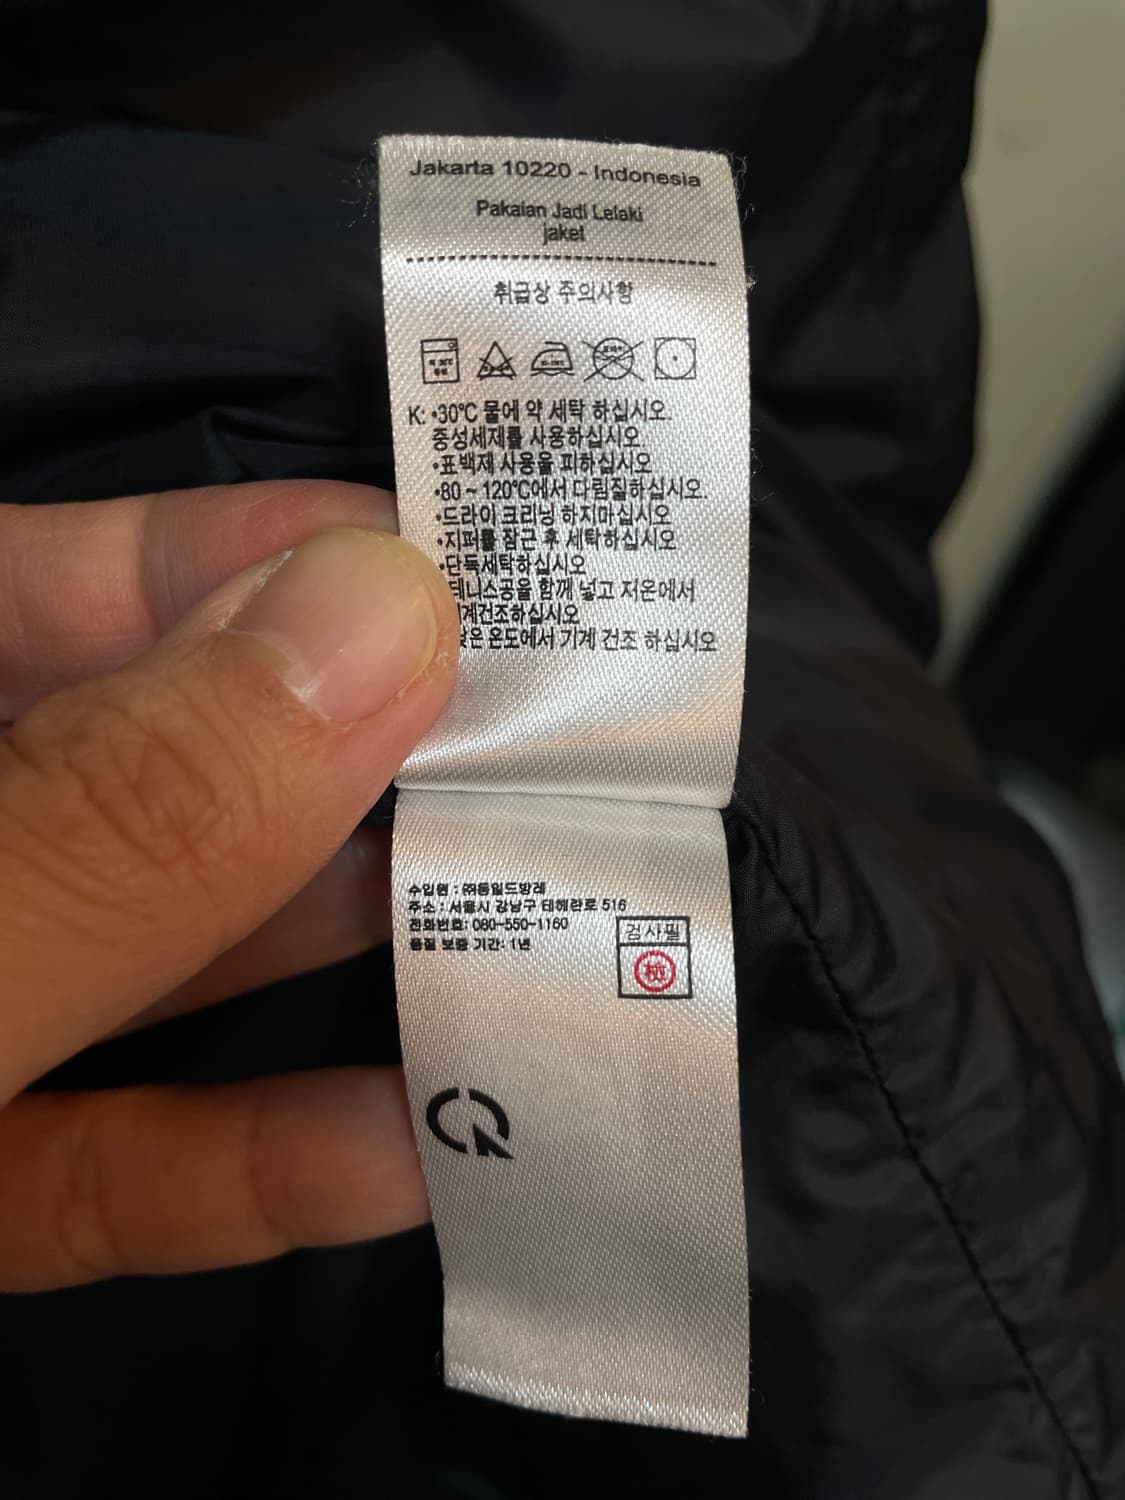 Jakarta 10220 - Indonesia
Pakaian Jadi Lelaki
jaket
취급상 주의사항
K: •30℃ 물에 약 세탁 하십시오.
중성세제를 사용하십시오.
•표백제 사용을 피하십시오
•80 ~ 120℃에서 다림질하십시오.
•드라이 크리닝 하지마십시오
•지퍼를 잠근 후 세탁하십시오
•단독세탁하십시오
테니스공을 함께 넣고 저온에서
기계건조하십시오
낮은 온도에서 기계 건조 하십시오
수입원 : ㈜동일드방레
주소 : 서울시 강남구 테헤란로 516
전화번호: 080-550-1160
품질 보증 기간: 1년
검사필